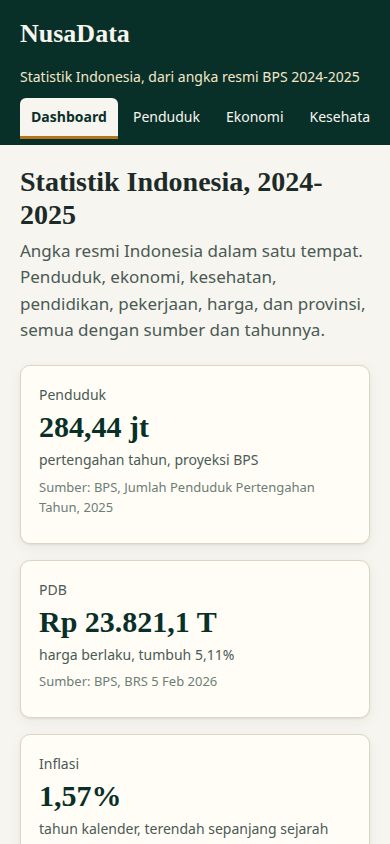 NusaData
Statistik Indonesia, dari angka resmi BPS 2024-2025
Dashboard Penduduk Ekonomi Kesehata
Statistik Indonesia, 2024-
2025
Angka resmi Indonesia dalam satu tempat.
Penduduk, ekonomi, kesehatan,
pendidikan, pekerjaan, harga, dan provinsi,
semua dengan sumber dan tahunnya.
Penduduk
284,44 jt
pertengahan tahun, proyeksi BPS
Sumber: BPS, Jumlah Penduduk Pertengahan
Tahun, 2025
PDB
Rp 23.821,1 T
harga berlaku, tumbuh 5,11%
Sumber: BPS, BRS 5 Feb 2026
Inflasi
1,57%
tahun kalender, terendah sepanjang sejarah